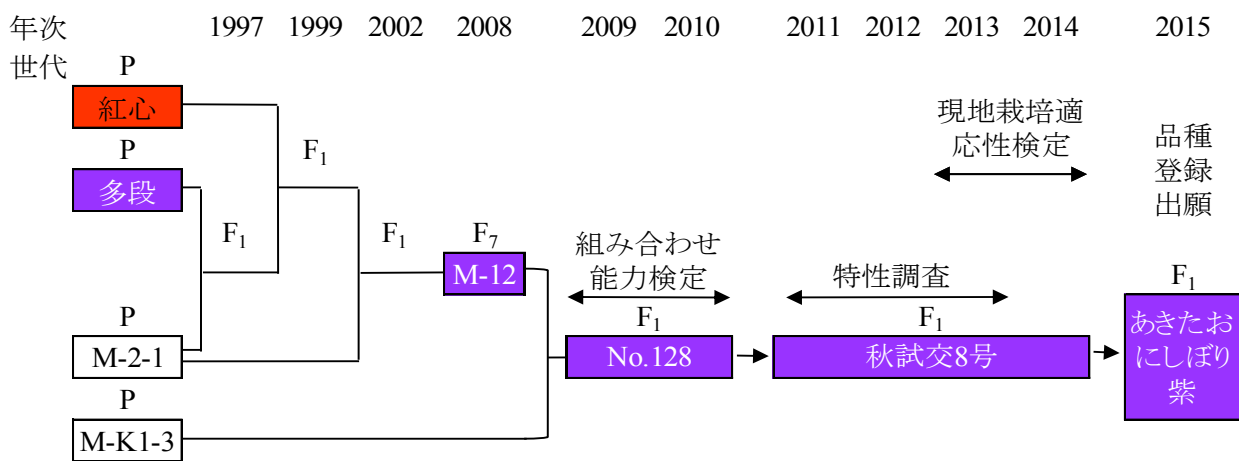 年次 1997 1999 2002 2008 2009 2010 2011 2012 2013 2014 2015
世代 P
紅心
P
多段
F1
F1
P
M-2-1
P
M-K1-3
F1
F7
M-12
組み合わせ
能力検定
F1
No.128
現地栽培適
応性検定
特性調査
F1
秋試交8号
品種
登録
出願
F1
あきたお
にしぼり
紫